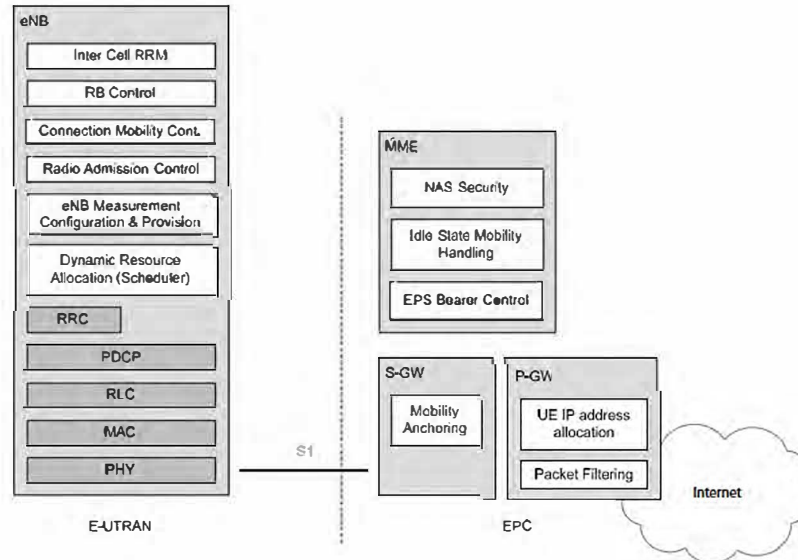 eNB
Inter Cell RRM
RB Control
Connection Mobility Cont.
Radio Admission Control
eNB Measurement
Configuration & Provision
Dynamic Resource
Allocation (Scheduler)
RRC
PDCP
RLC
MAC
PHY
S1
MME
NAS Security
Idle State Mobility
Handling
EPS Bearer Control
S-GW
Mobility
Anchoring
P-GW
UE IP address
allocation
Packet Filtering
Internet
E-UTRAN
EPC